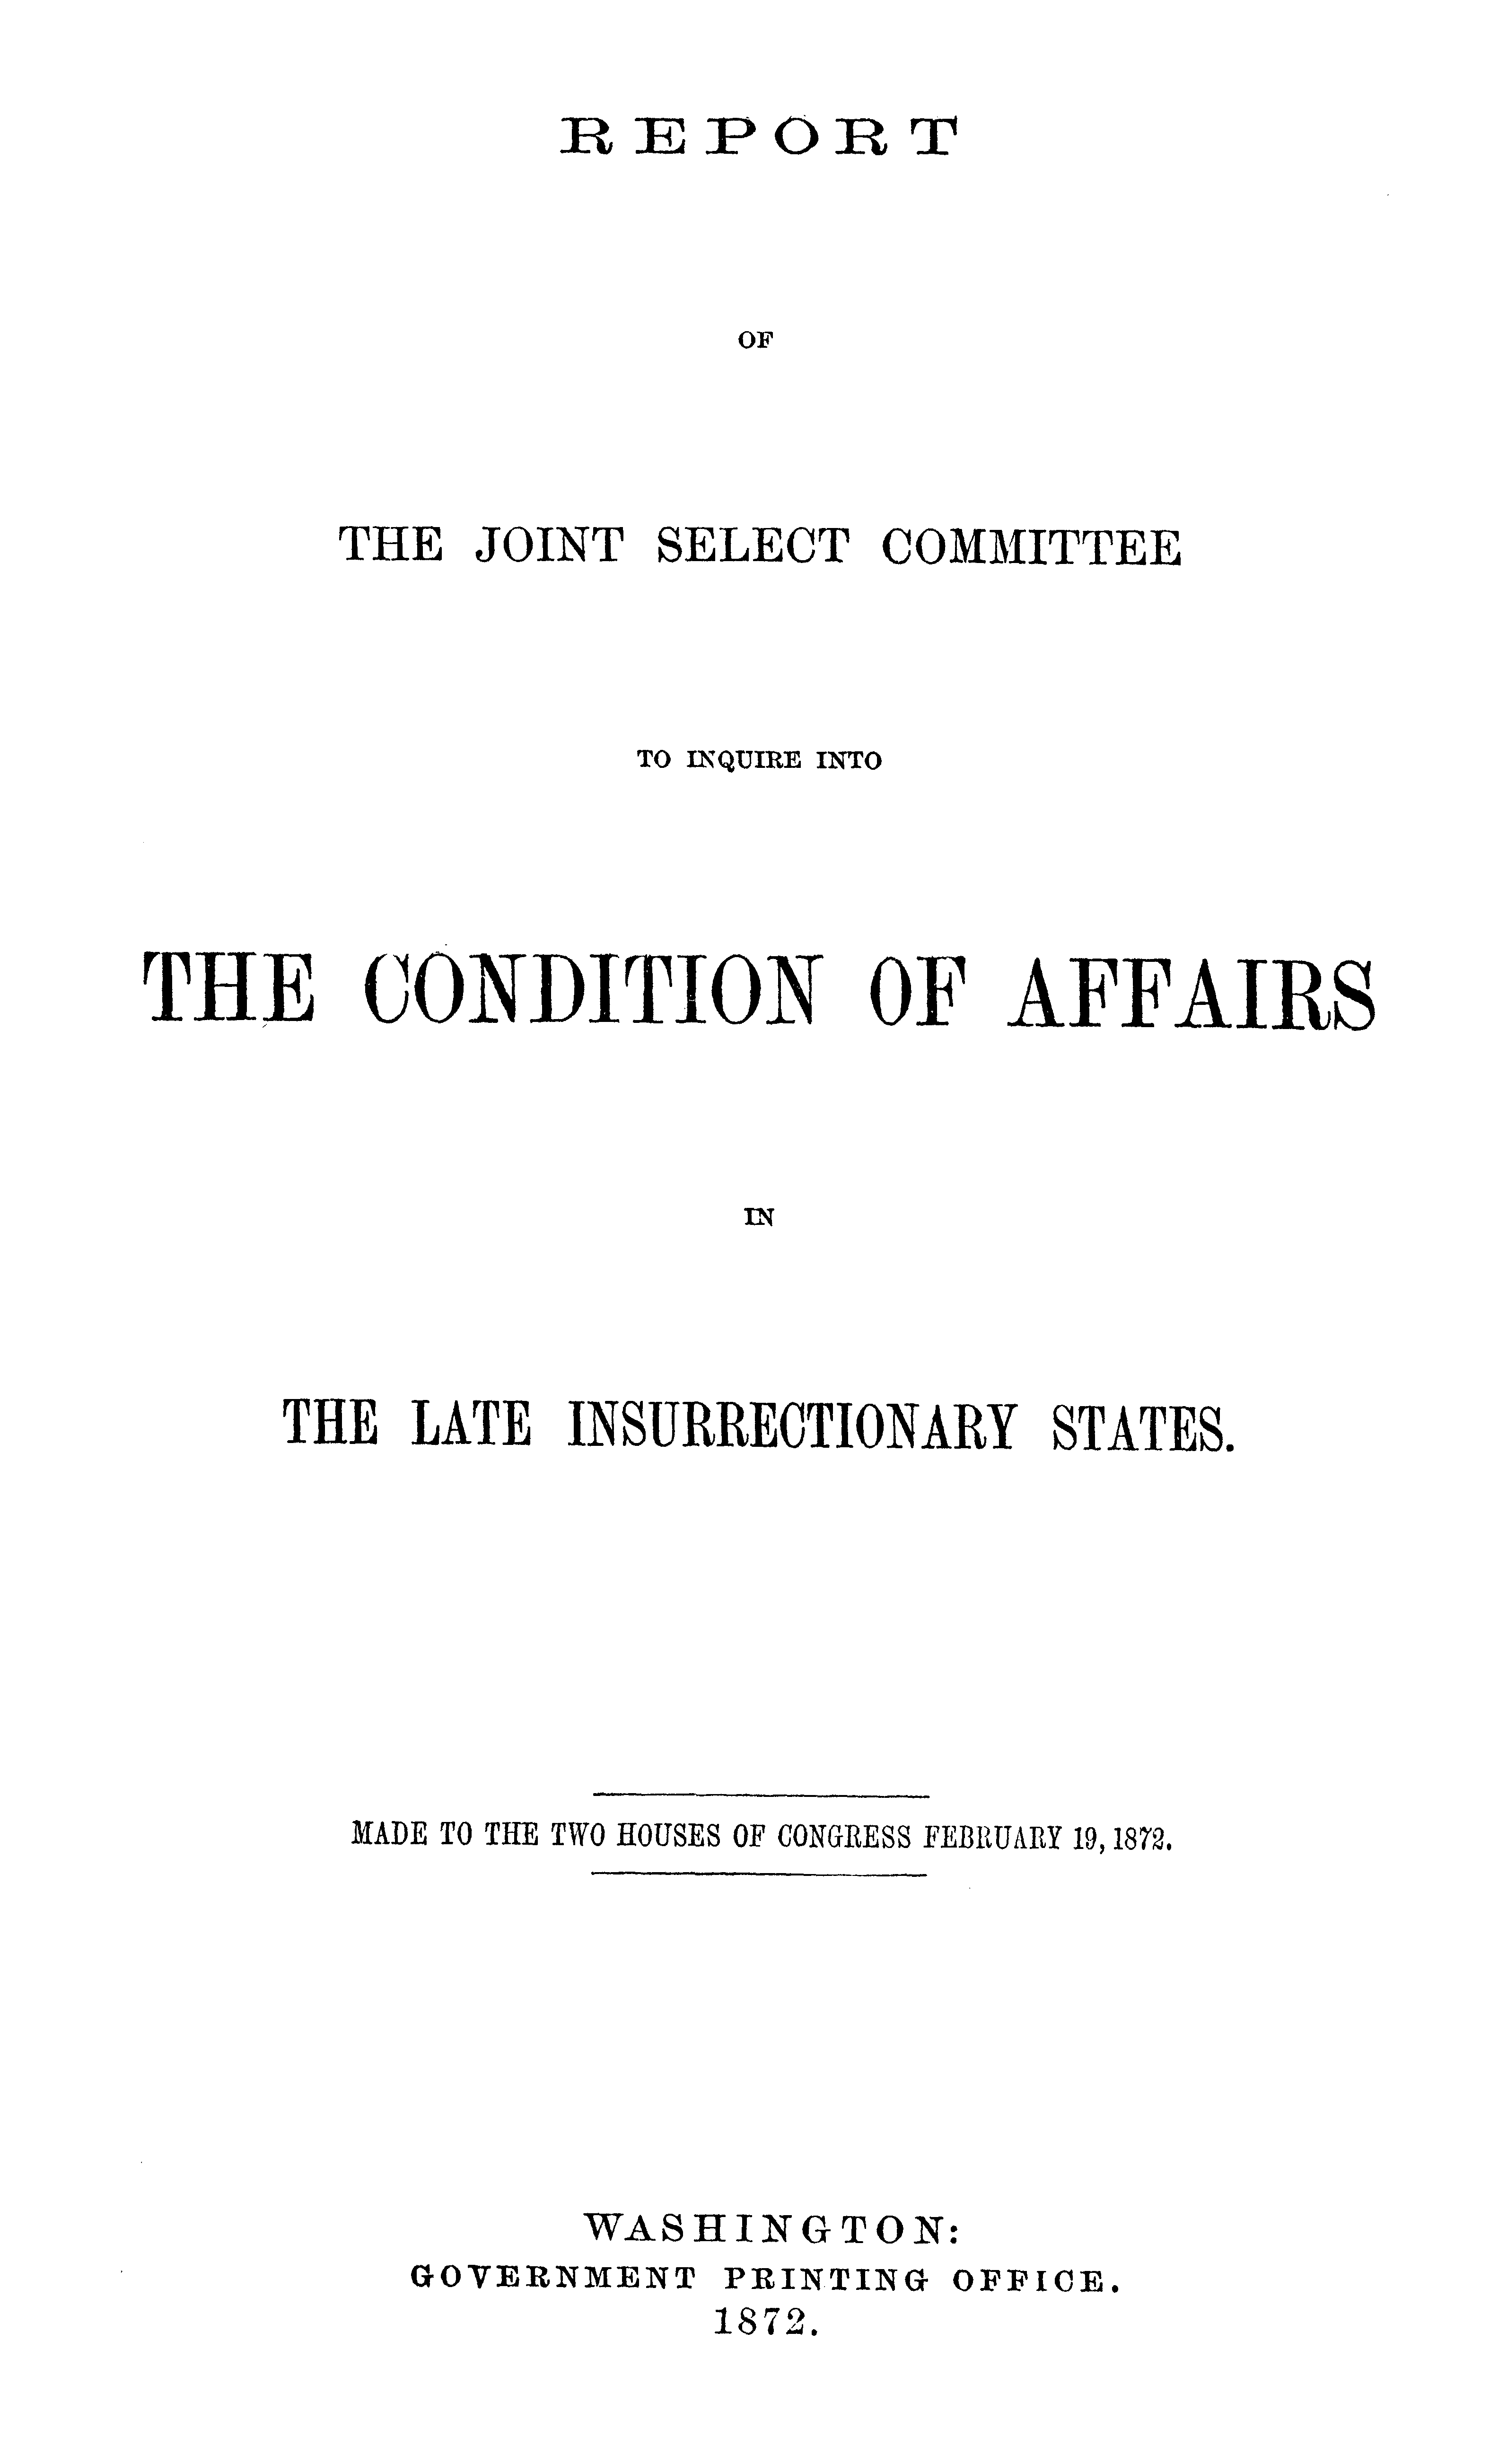 REPORT
OF
THE JOINT SELECT COMMITTEE
TO INQUIRE INTO
THE CONDITION OF AFFAIRS
IN
THE LATE INSURRECTIONARY STATES.
MADE TO THE TWO HOUSES OF CONGRESS FEBRUARY 19, 1872.
WASHINGTON:
GOVERNMENT PRINTING OFFICE.
1872.